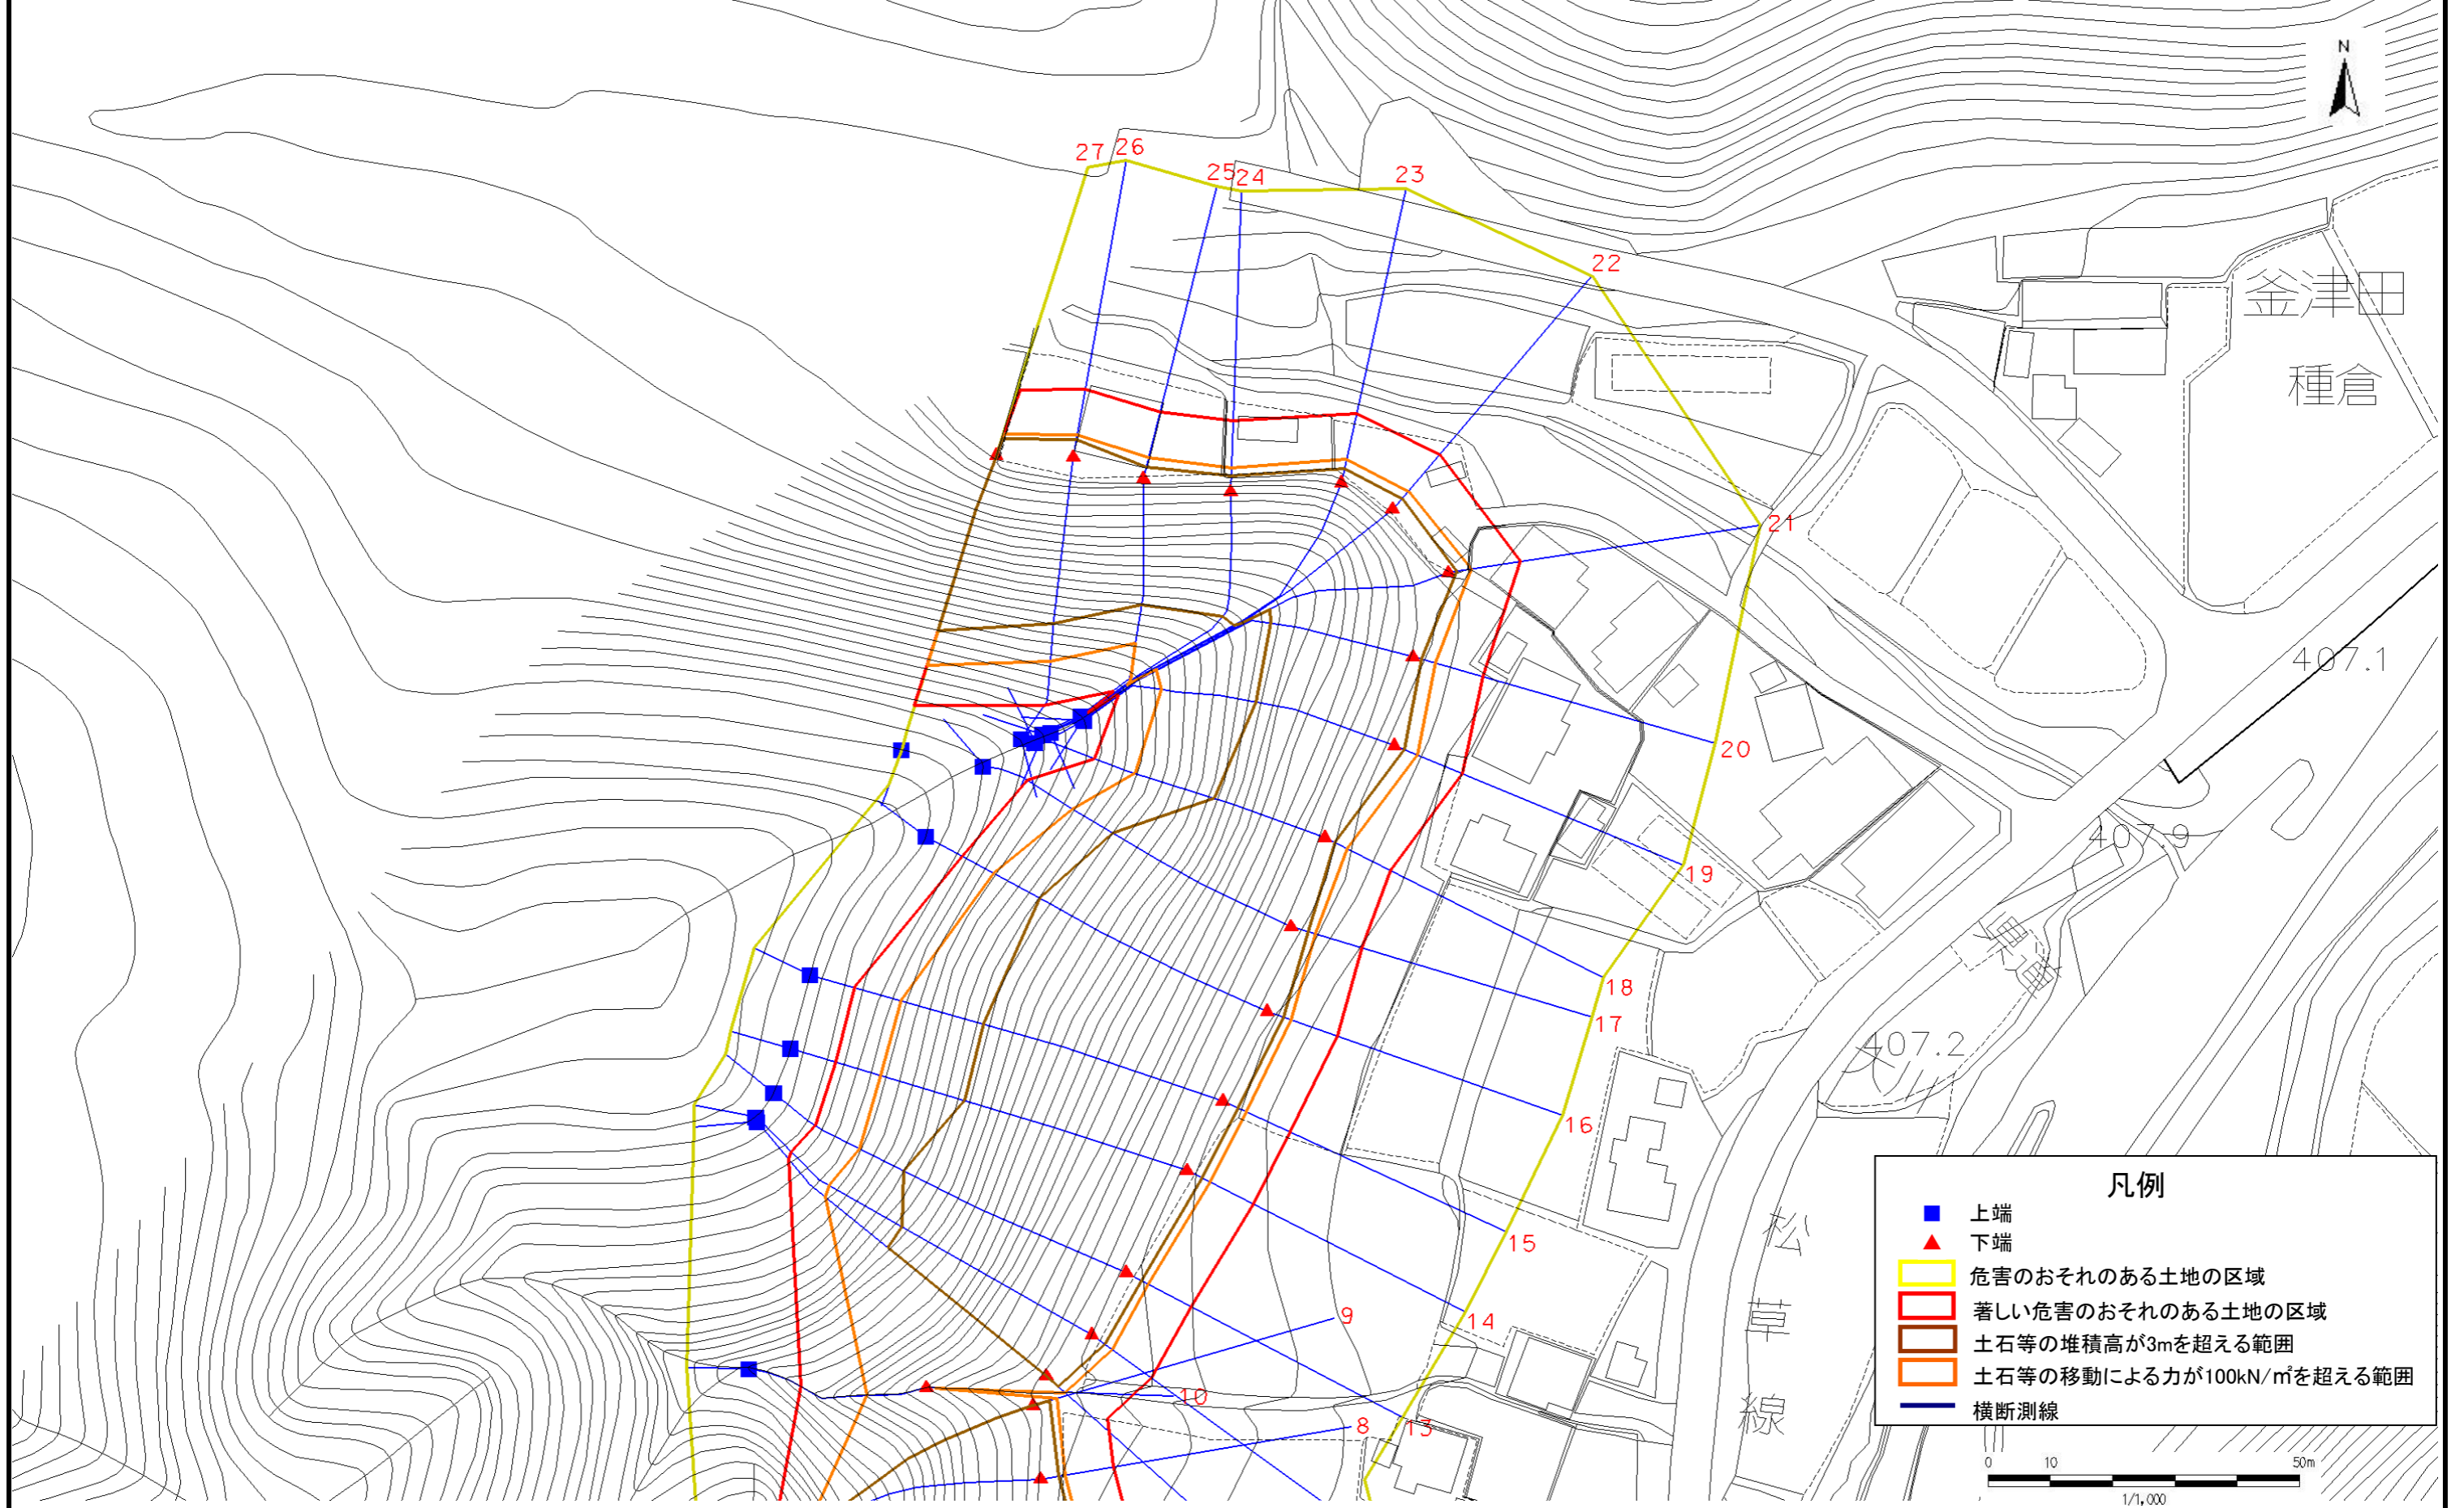 N
27
26
25
24
23
22
金津田
種倉
21
407.1
20
407.9
19
18
17
407.2
16
15
14
9
10
8
13
松
草
線
凡例
上端
下端
危害のおそれのある土地の区域
著しい危害のおそれのある土地の区域
土石等の堆積高が3mを超える範囲
土石等の移動による力が100kN/㎡を超える範囲
横断測線
0 10 50m
1/1,000